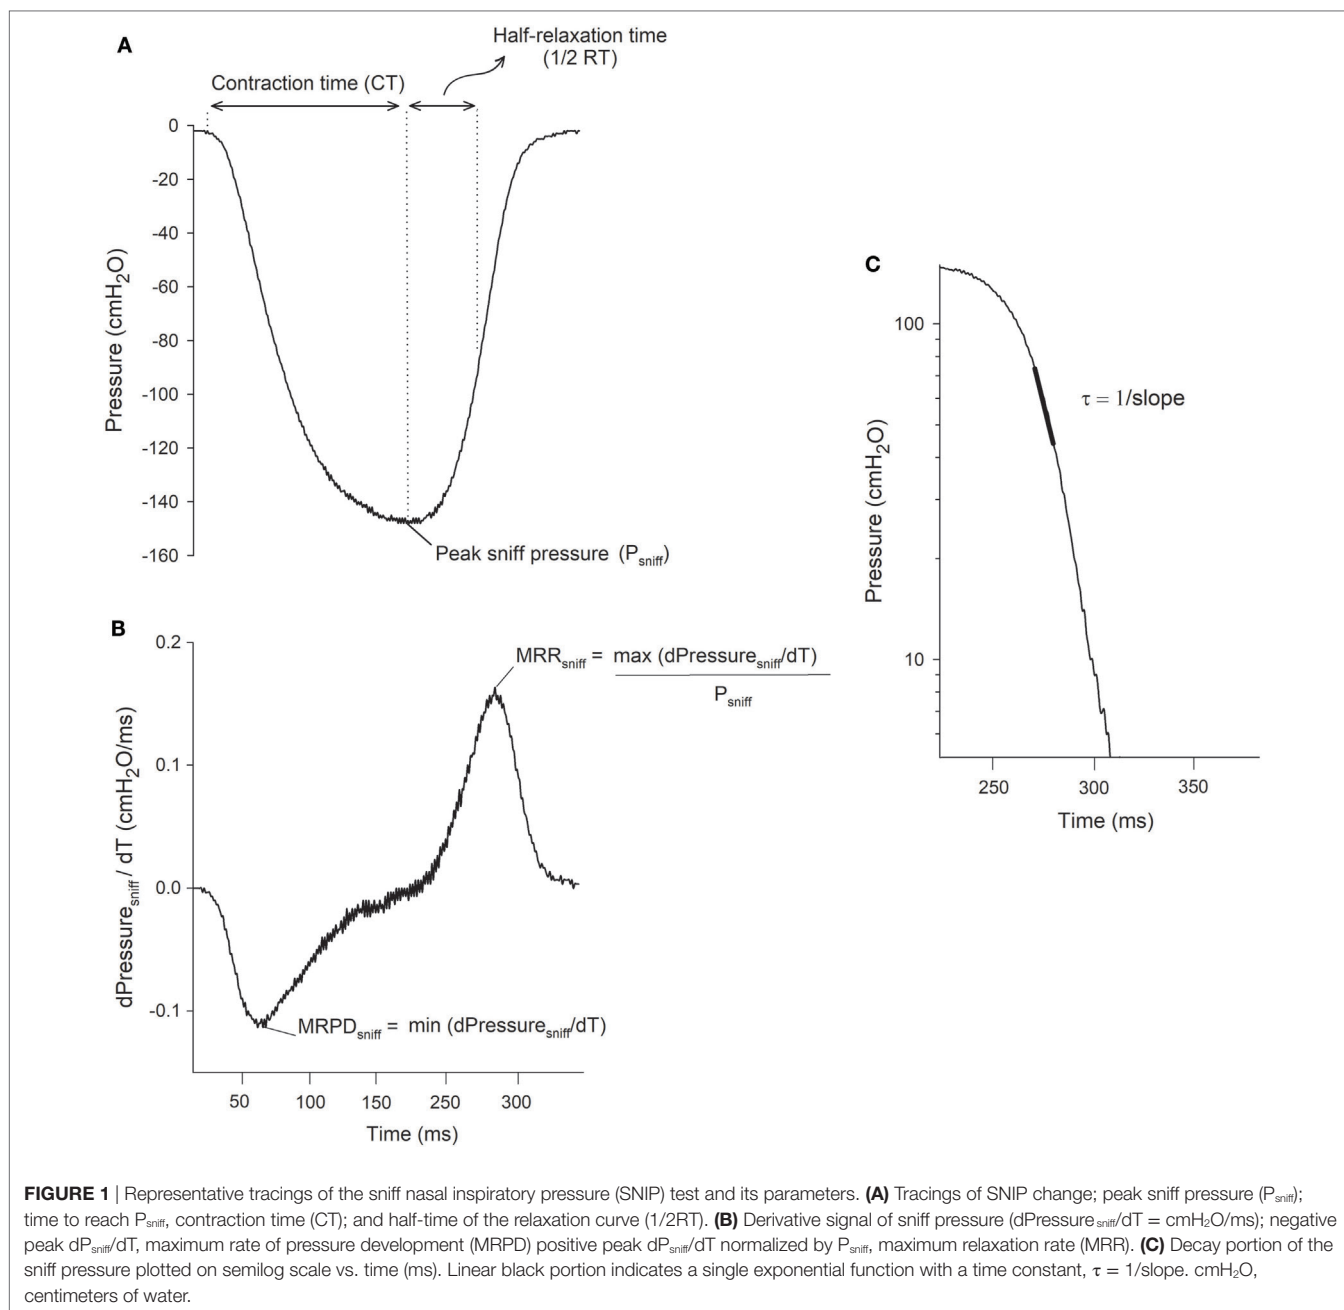 A
Half-relaxation time
(1/2 RT)
Contraction time (CT)
0
-20
-40
-60
-80
-100
-120
-140
-160
Pressure (cmH2O)
Peak sniff pressure (Psniff)
B
0.2
0.1
0.0
-0.1
dPressuresniff / dT (cmH2O/ms)
MRRsniff = max (dPressuresniff/dT)
Psniff
MRPDsniff = min (dPressuresniff/dT)
50 100 150 250 300
Time (ms)
C
100
10
Pressure (cmH2O)
τ = 1/slope
250 300 350
Time (ms)
FIGURE 1 | Representative tracings of the sniff nasal inspiratory pressure (SNIP) test and its parameters. (A) Tracings of SNIP change; peak sniff pressure (Psniff);
time to reach Psniff, contraction time (CT); and half-time of the relaxation curve (1/2RT). (B) Derivative signal of sniff pressure (dPressuresniff/dT = cmH2O/ms); negative
peak dPsniff/dT, maximum rate of pressure development (MRPD) positive peak dPsniff/dT normalized by Psniff, maximum relaxation rate (MRR). (C) Decay portion of the
sniff pressure plotted on semilog scale vs. time (ms). Linear black portion indicates a single exponential function with a time constant, τ = 1/slope. cmH2O,
centimeters of water.